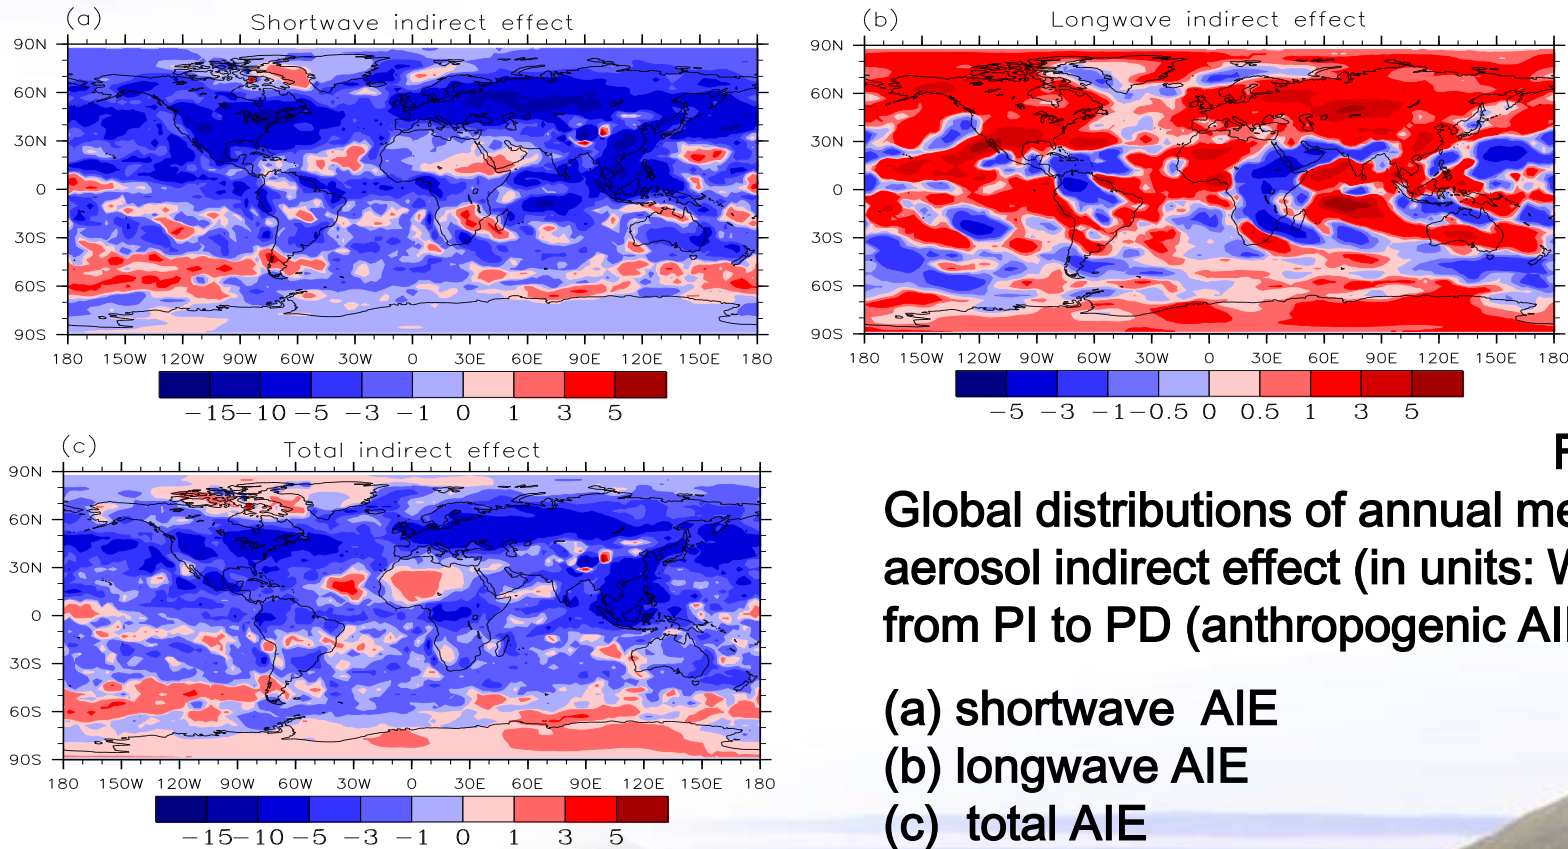 (a)
Shortwave indirect effect
90N
60N
30N
0
30S
60S
90S
180 150W 120W 90W 60W 30W 0 30E 60E 90E 120E 150E 180
−15 −10 −5 −3 −1 0 1 3 5
(b)
Longwave indirect effect
90N
60N
30N
0
30S
60S
90S
180 150W 120W 90W 60W 30W 0 30E 60E 90E 120E 150E 180
−5 −3 −1 −0.5 0 0.5 1 3 5
(c)
Total indirect effect
90N
60N
30N
0
30S
60S
90S
180 150W 120W 90W 60W 30W 0 30E 60E 90E 120E 150E 180
−15 −10 −5 −3 −1 0 1 3 5
Global distributions of annual me
aerosol indirect effect (in units: W
from PI to PD (anthropogenic AI
(a) shortwave AIE
(b) longwave AIE
(c) total AIE